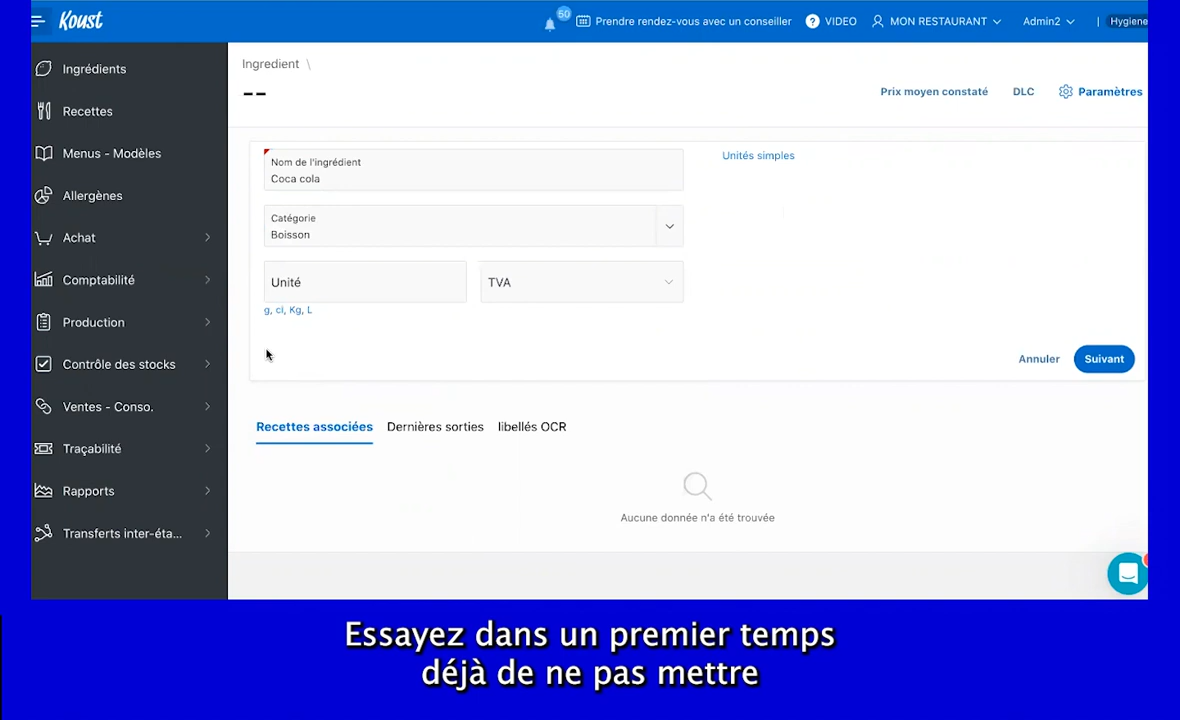 Koust
50
Prendre rendez-vous avec un conseiller
? VIDEO
MON RESTAURANT
Admin2
| Hygiene
Ingrédients
Recettes
Menus - Modèles
Allergènes
Achat
Comptabilité
Production
Contrôle des stocks
Ventes - Conso.
Traçabilité
Rapports
Transferts inter-éta...
Ingredient \
--
Prix moyen constaté
DLC
Paramètres
Nom de l'ingrédient
Coca cola
Unités simples
Catégorie
Boisson
Unité
TVA
g, ci, Kg, L
Annuler
Suivant
Recettes associées
Dernières sorties
libellés OCR
Aucune donnée n'a été trouvée
Essayez dans un premier temps
déjà de ne pas mettre